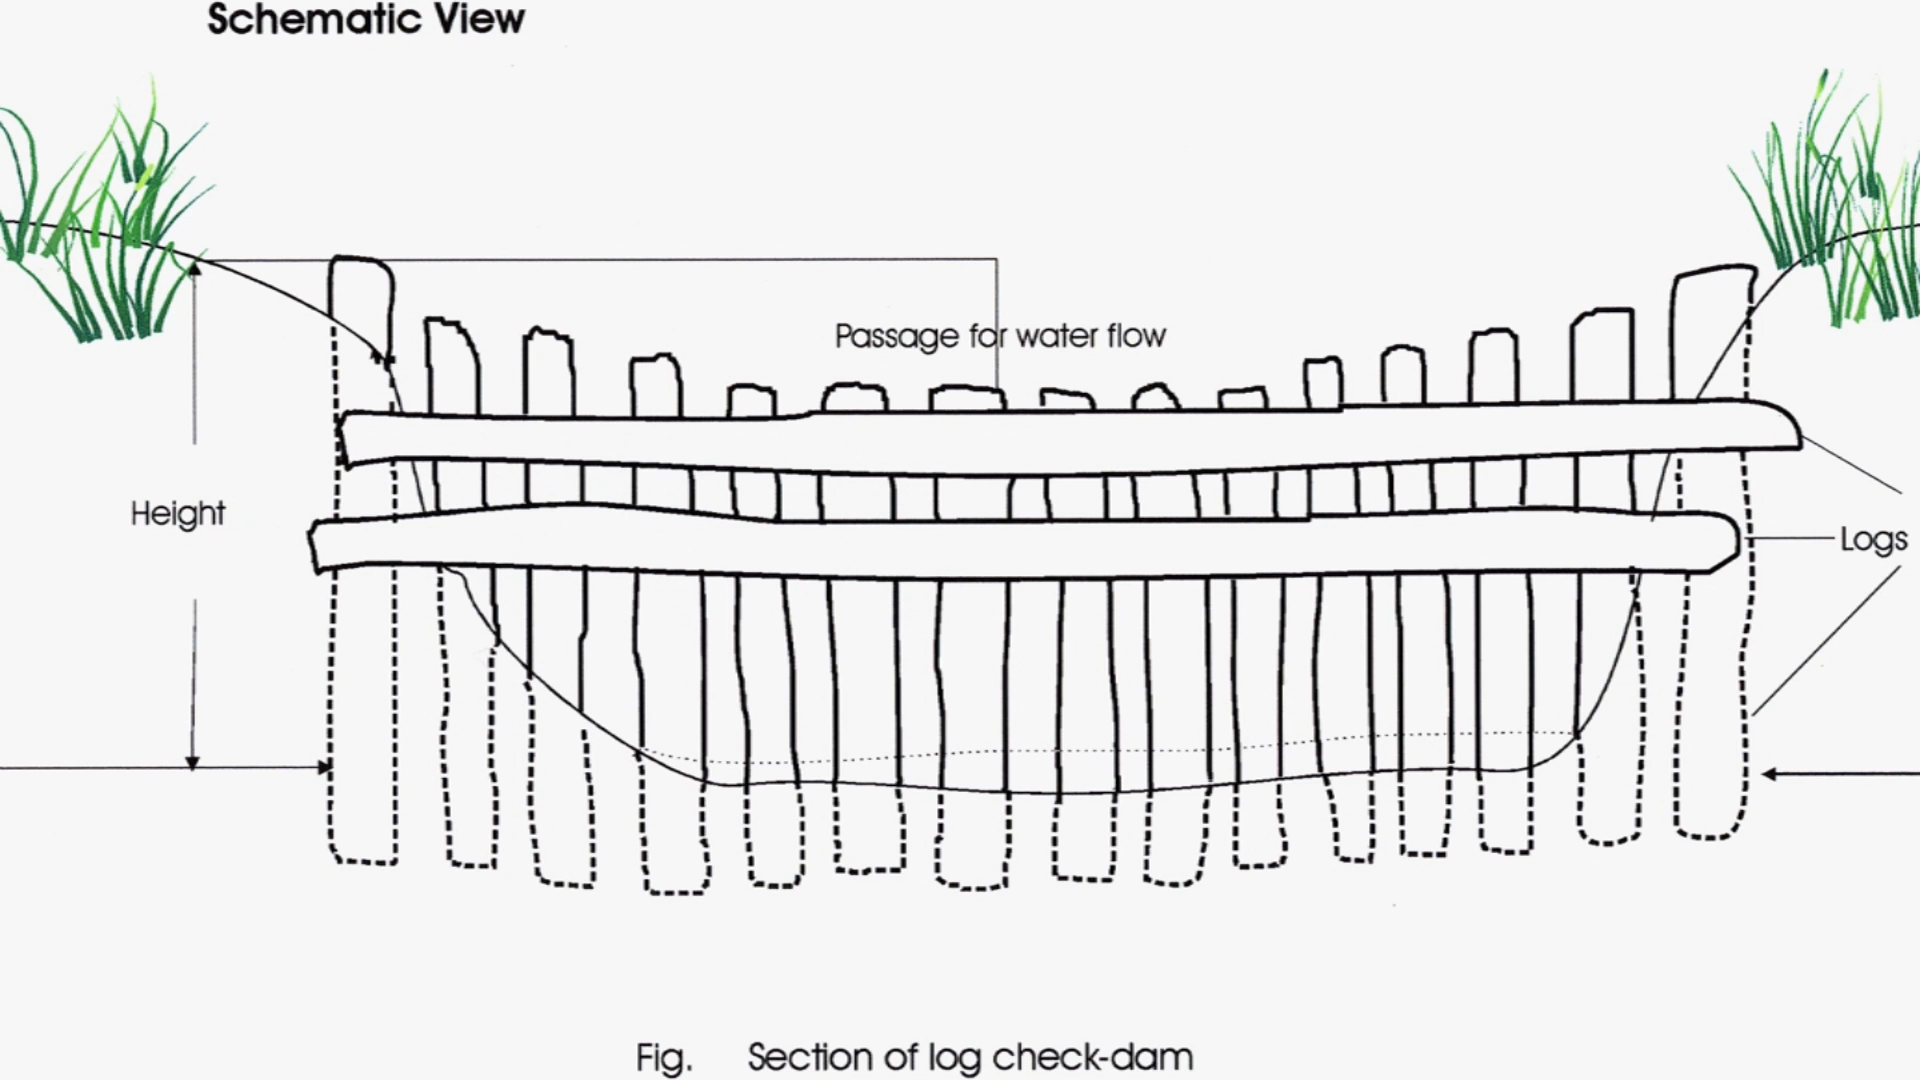 Schematic View
Passage for water flow
Height
Logs
Fig. Section of log check-dam